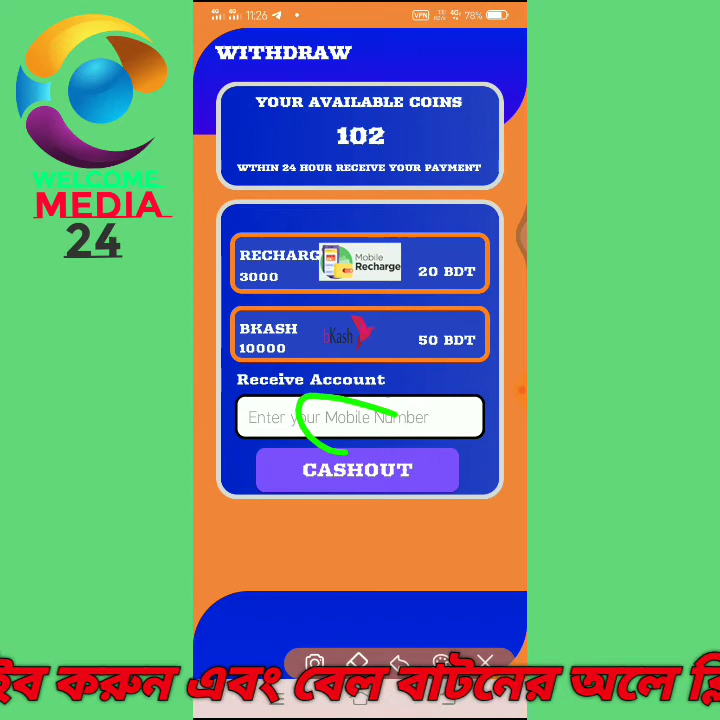 11:26
VPN
78%
WITHDRAW
YOUR AVAILABLE COINS
102
WTHIN 24 HOUR RECEIVE YOUR PAYMENT
WELCOME
MEDIA
24
Mobile
Recharge
3000
20 BDT
BKASH
bKash
10000
50 BDT
Receive Account
Enter your Mobile Number
CASHOUT
করুন এবং বেল বাটনের অলে